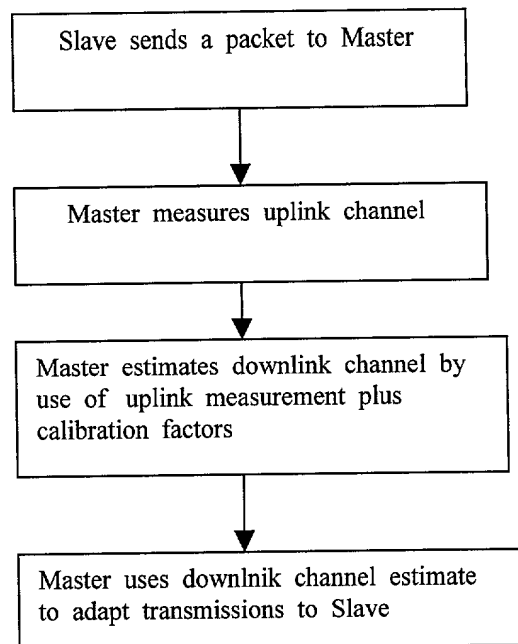 Slave sends a packet to Master
Master measures uplink channel
Master estimates downlink channel by
use of uplink measurement plus
calibration factors
Master uses downlnik channel estimate
to adapt transmissions to Slave